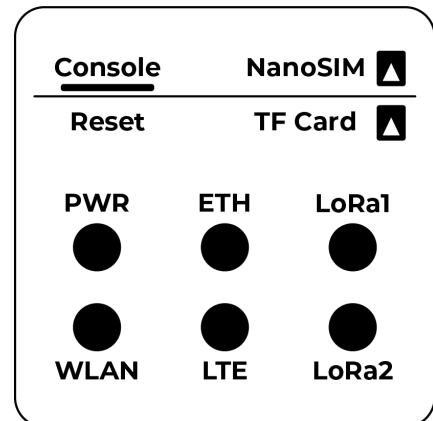 Console NanoSIM
Reset TF Card
PWR ETH LoRa1
WLAN LTE LoRa2